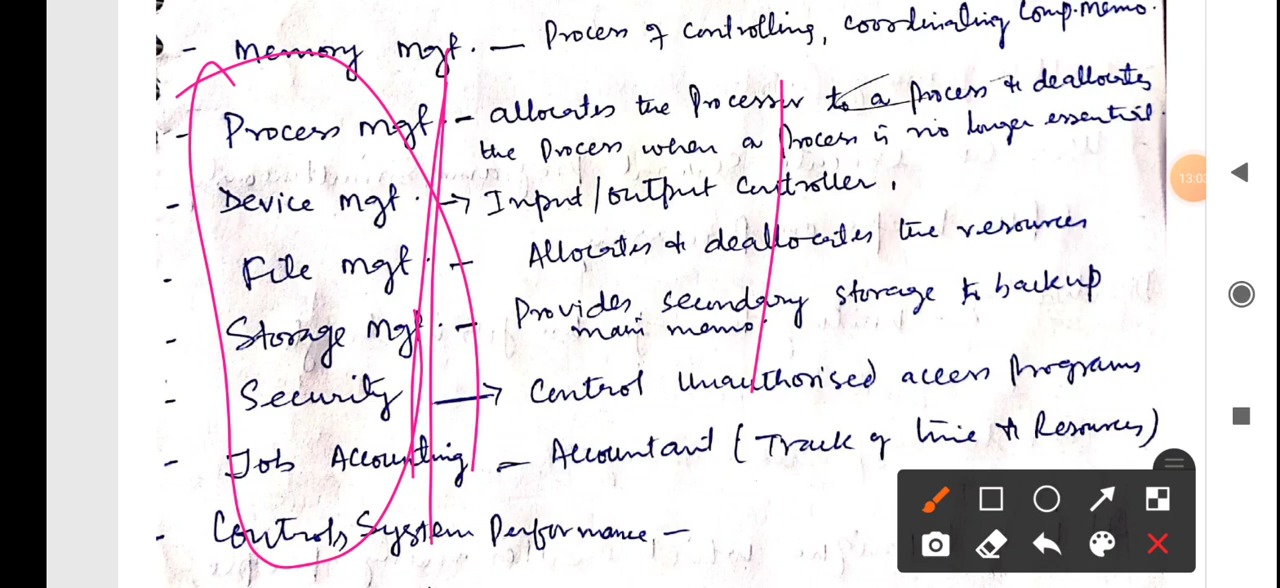 - Memory mgt. — Process of controlling, coordinating Comp. memo.
- Process mgt - allocates the Processer to a process & deallocates
the Process when a Process is no longer essential.
- Device mgt. → Input/output Controller.
- File mgt. - Allocates & deallocates the resources
- Storage Mgt. - Provides secondary storage to backup
main memo.
- Security → Control Unauthorised access Programs
- Job Accounting - Accountant (Track of time & Resources)
- Controls System Performance -
13:03